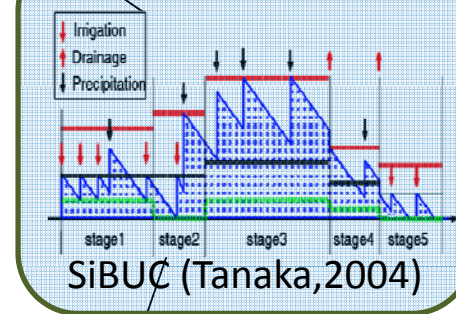 Irrigation
Drainage
Precipitation
stage1 stage2 stage3 stage4 stage5
SiBUC (Tanaka,2004)